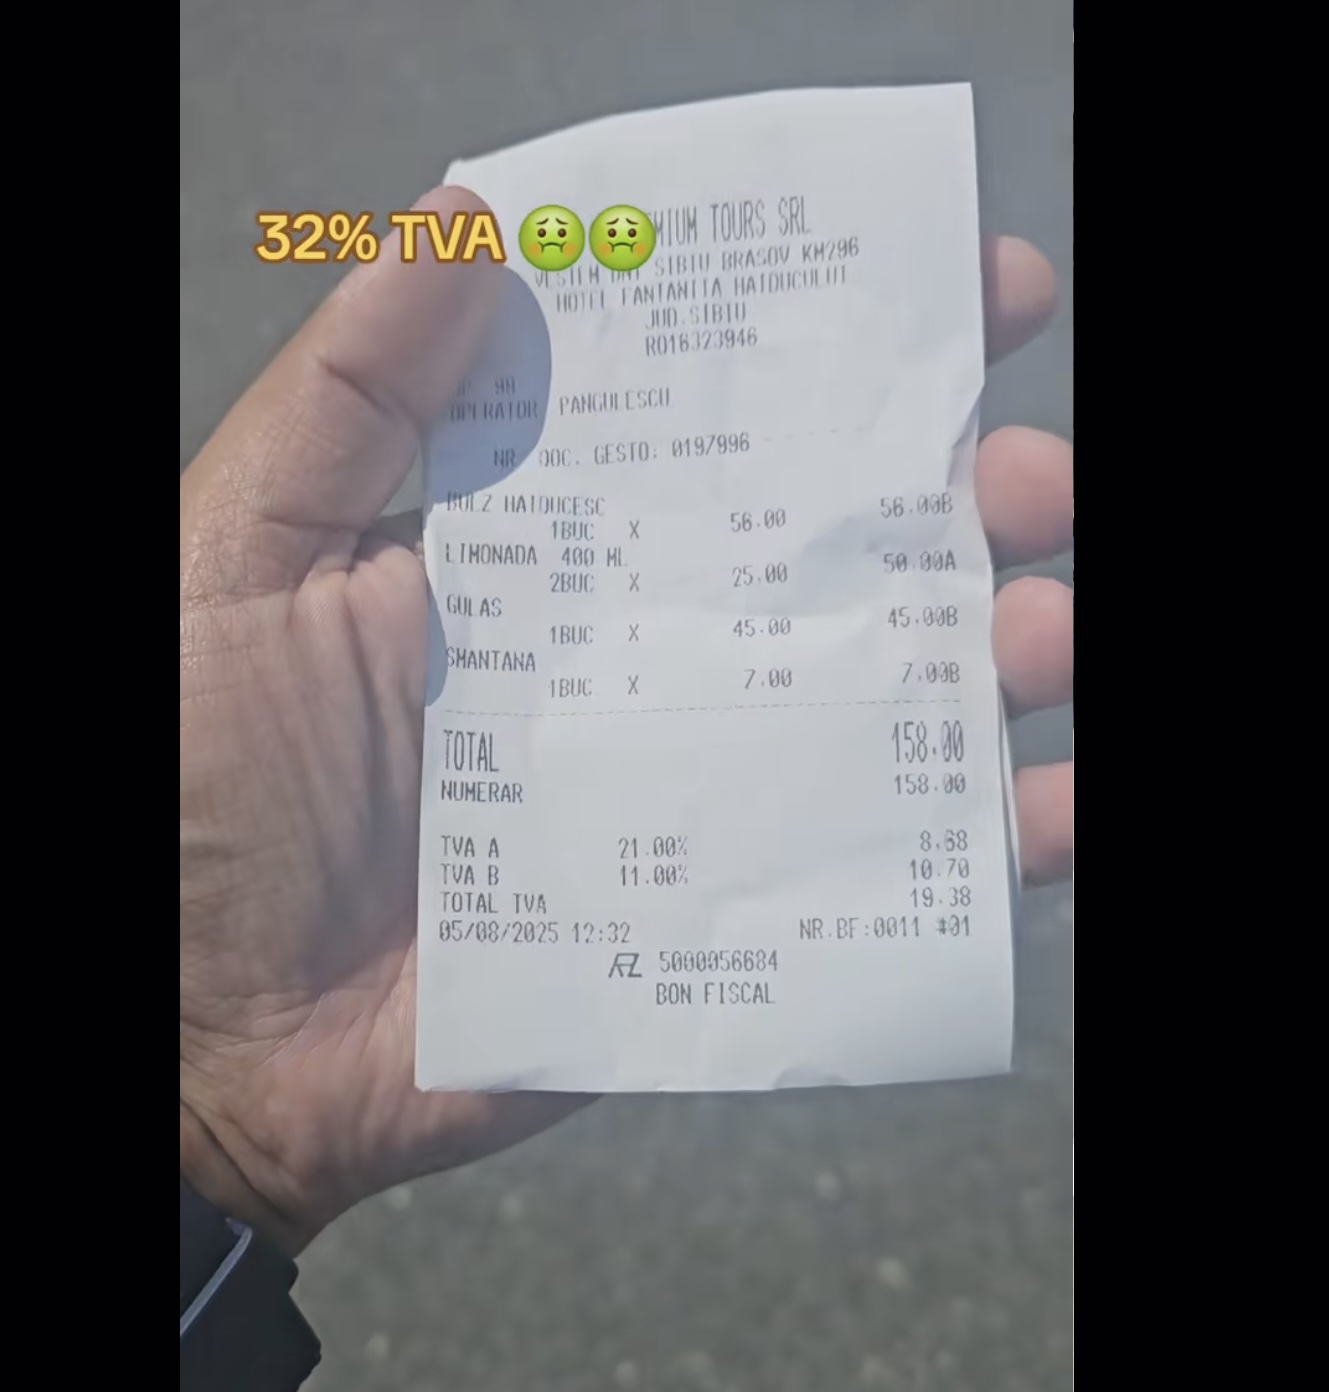 32% TVA 🤢🤢
MIUM TOURS SRL
VESTEM DN1 SIBIU BRASOV KM296
HOTEL FANTANITA HAIDUCULUI
JUD.SIBIU
RO16323946
98
OPERATOR PANGULESCU
NR DOC. GESTO: 0197996
BULZ HAIDUCESC
1BUC X 56.00 56.00B
LIMONADA 400 ML
2BUC X 25.00 50.00A
GULAS
1BUC X 45.00 45.00B
SMANTANA
1BUC X 7.00 7.00B
TOTAL 158.00
NUMERAR 158.00
TVA A 21.00% 8.68
TVA B 11.00% 10.70
TOTAL TVA 19.38
05/08/2025 12:32 NR.BF:0011 #01
5000056684
BON FISCAL